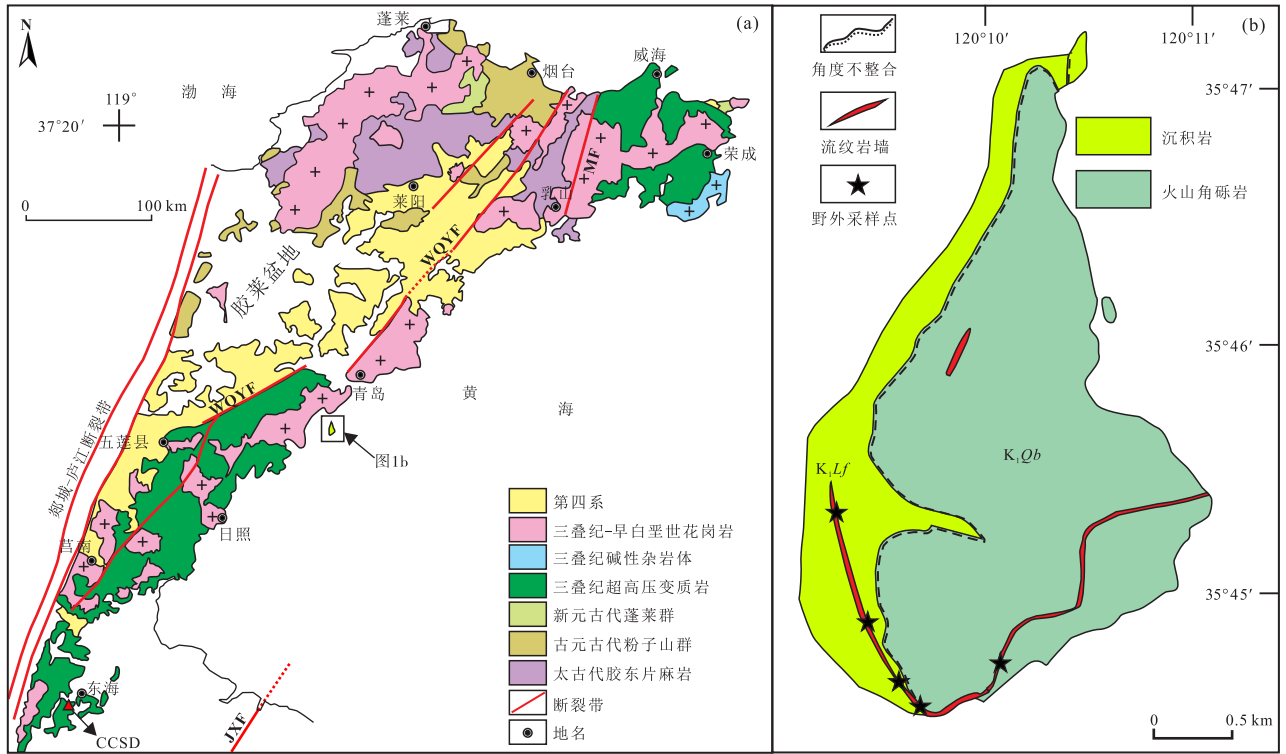 (a)
N
蓬莱
烟台
威海
渤 海
119°
37°20′
荣成
MF
莱阳
乳山
0 100 km
WQYF
胶莱盆地
青岛
黄 海
WQYF
郯城-庐江断裂带
五莲县
图1b
日照
莒南
东海
CCSD
JXF
第四系
三叠纪-早白垩世花岗岩
三叠纪碱性杂岩体
三叠纪超高压变质岩
新元古代蓬莱群
古元古代粉子山群
太古代胶东片麻岩
断裂带
地名
(b)
120°10′ 120°11′
角度不整合
35°47′
流纹岩墙
沉积岩
野外采样点
火山角砾岩
35°46′
K₁Lf
K₁Qb
35°45′
0 0.5 km